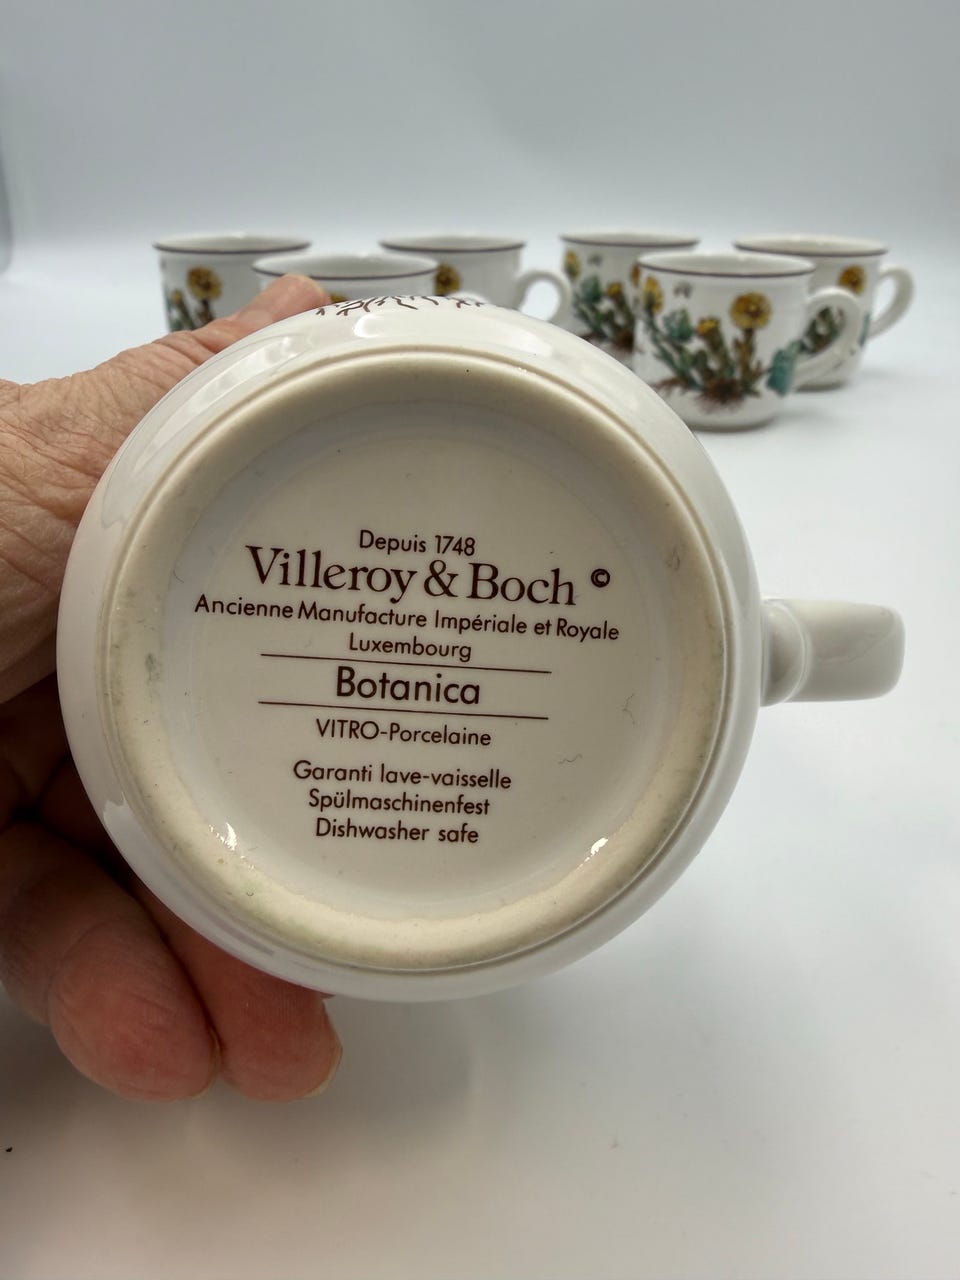 Depuis 1748
Villeroy & Boch ©
Ancienne Manufacture Impériale et Royale
Luxembourg
Botanica
VITRO-Porcelaine
Garanti lave-vaisselle
Spülmaschinenfest
Dishwasher safe